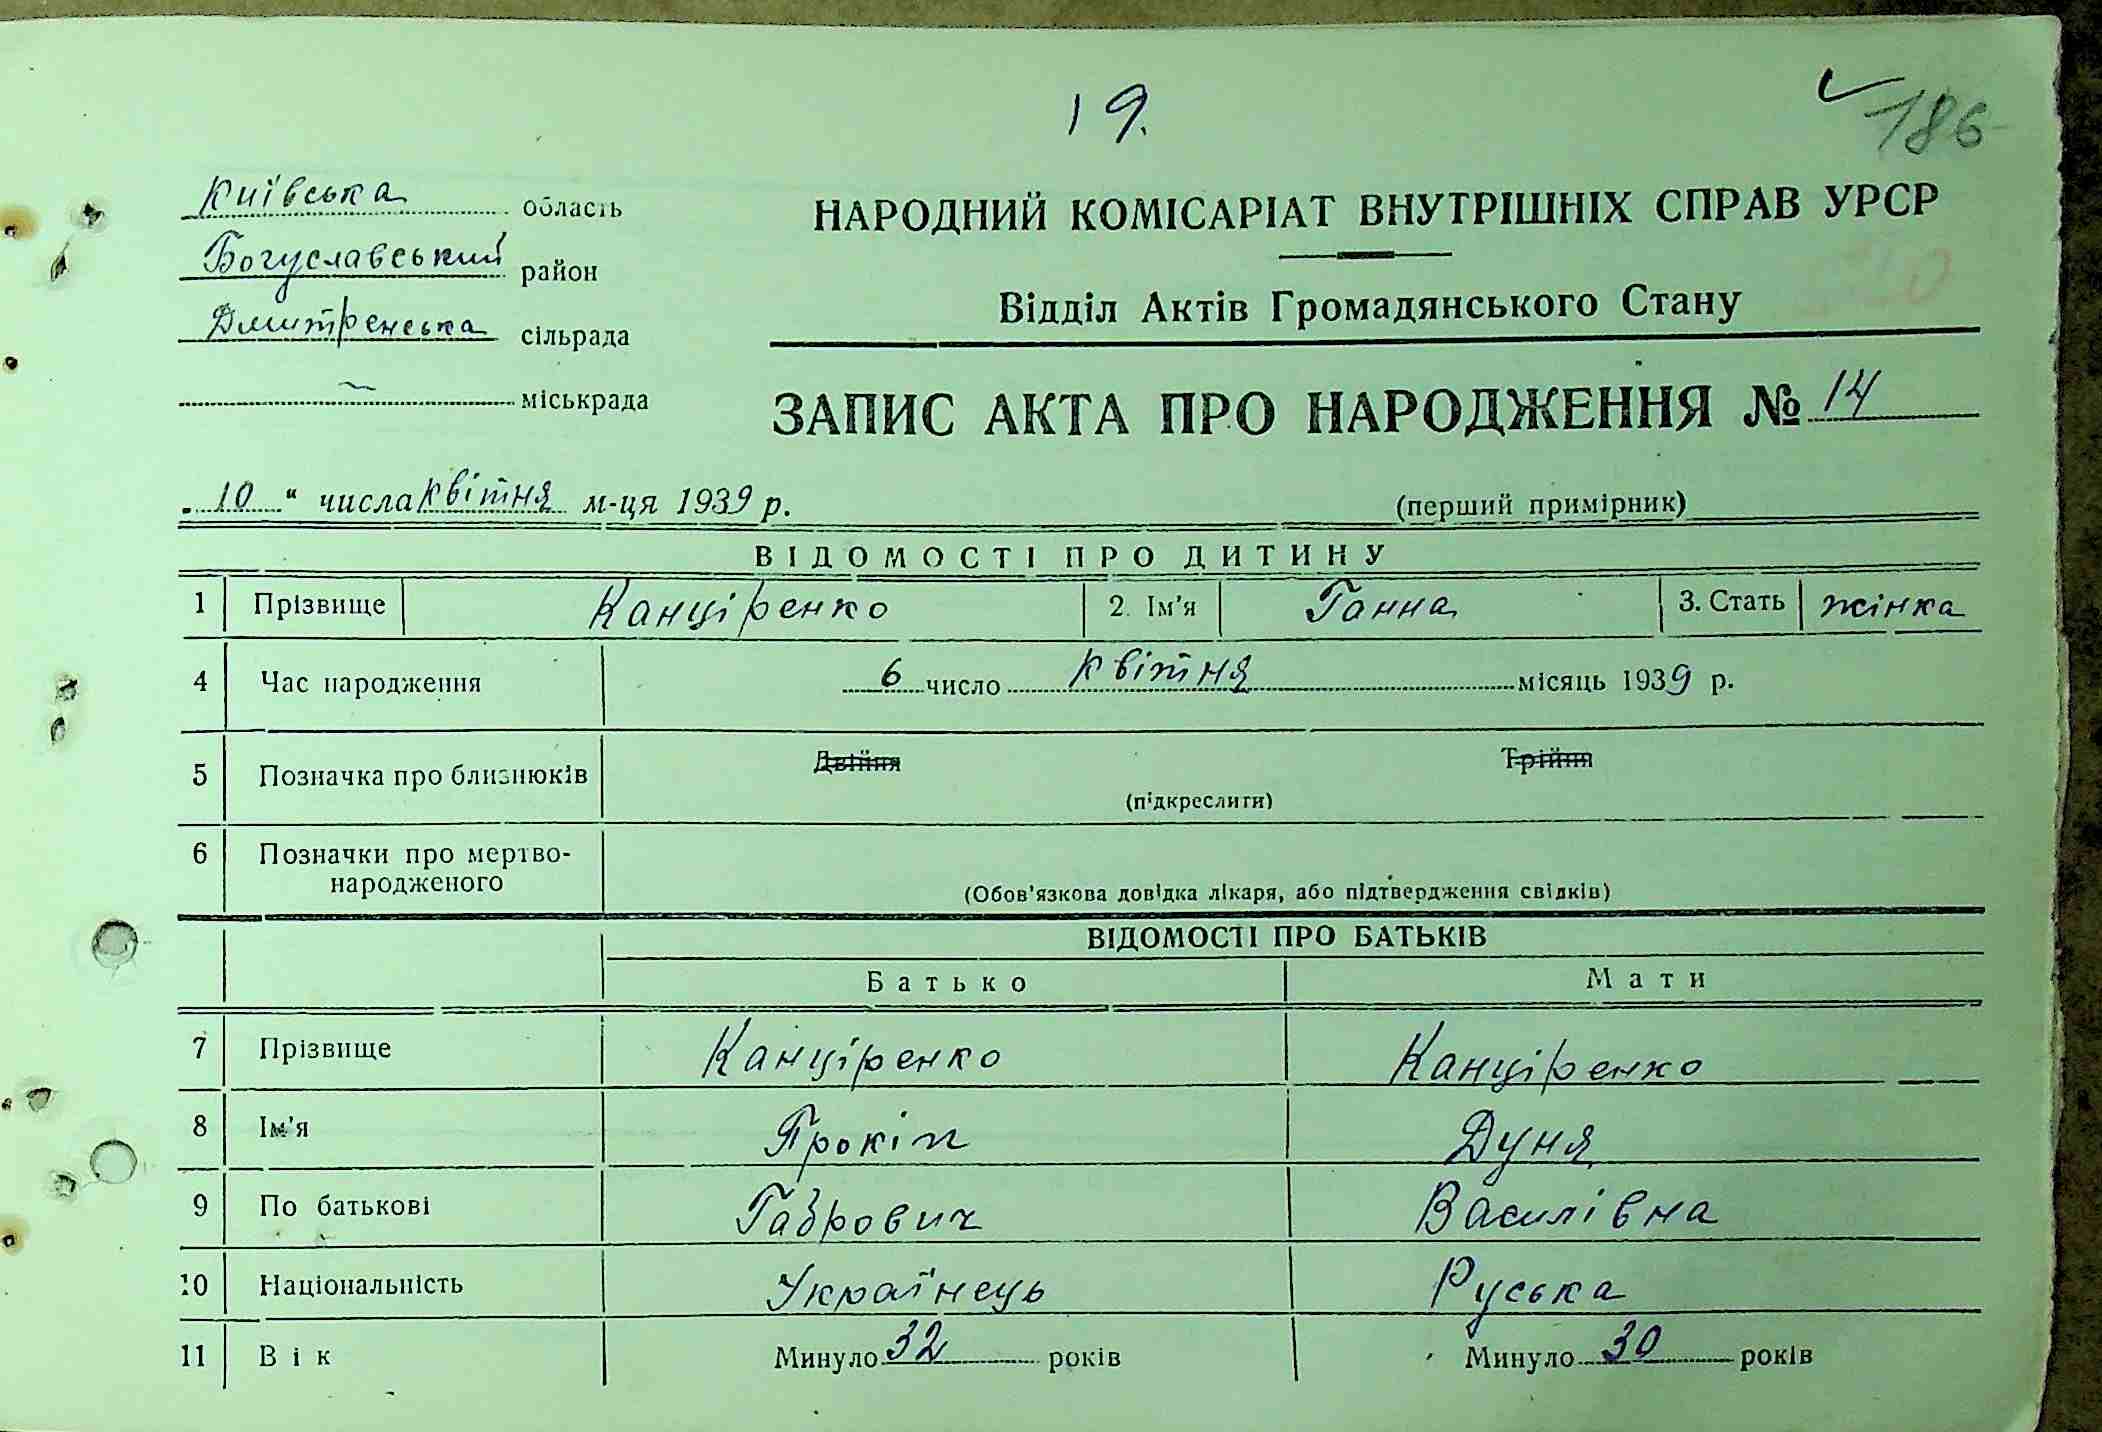 19.
186
Київська область
Богуславський район
Дмитренська сільрада
міськрада
НАРОДНИЙ КОМІСАРІАТ ВНУТРІШНІХ СПРАВ УРСР
Відділ Актів Громадянського Стану
ЗАПИС АКТА ПРО НАРОДЖЕННЯ № 14
„10“ числа квітня м-ця 1939 р. (перший примірник)
ВІДОМОСТІ ПРО ДИТИНУ
1 Прізвище Канціренко 2. Ім'я Ганна 3. Стать жінка
4 Час народження 6 число квітня місяць 1939 р.
5 Позначка про близнюків Двійня Трійня
(підкреслити)
6 Позначки про мертво-
народженого
(Обов'язкова довідка лікаря, або підтвердження свідків)
ВІДОМОСТІ ПРО БАТЬКІВ
Батько Мати
7 Прізвище Канціренко Канціренко
8 Ім'я Прокіп Дуня
9 По батькові Василівна
10 Національність Українець Руська
11 Вік Минуло 32 років Минуло 30 років